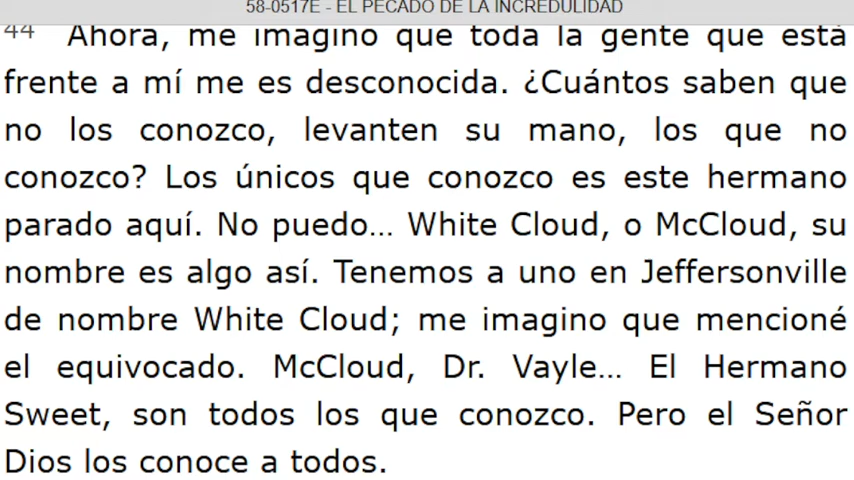 58-0517E - EL PECADO DE LA INCREDULIDAD
44 Ahora, me imagino que toda la gente que está
frente a mí me es desconocida. ¿Cuántos saben que
no los conozco, levanten su mano, los que no
conozco? Los únicos que conozco es este hermano
parado aquí. No puedo… White Cloud, o McCloud, su
nombre es algo así. Tenemos a uno en Jeffersonville
de nombre White Cloud; me imagino que mencioné
el equivocado. McCloud, Dr. Vayle… El Hermano
Sweet, son todos los que conozco. Pero el Señor
Dios los conoce a todos.